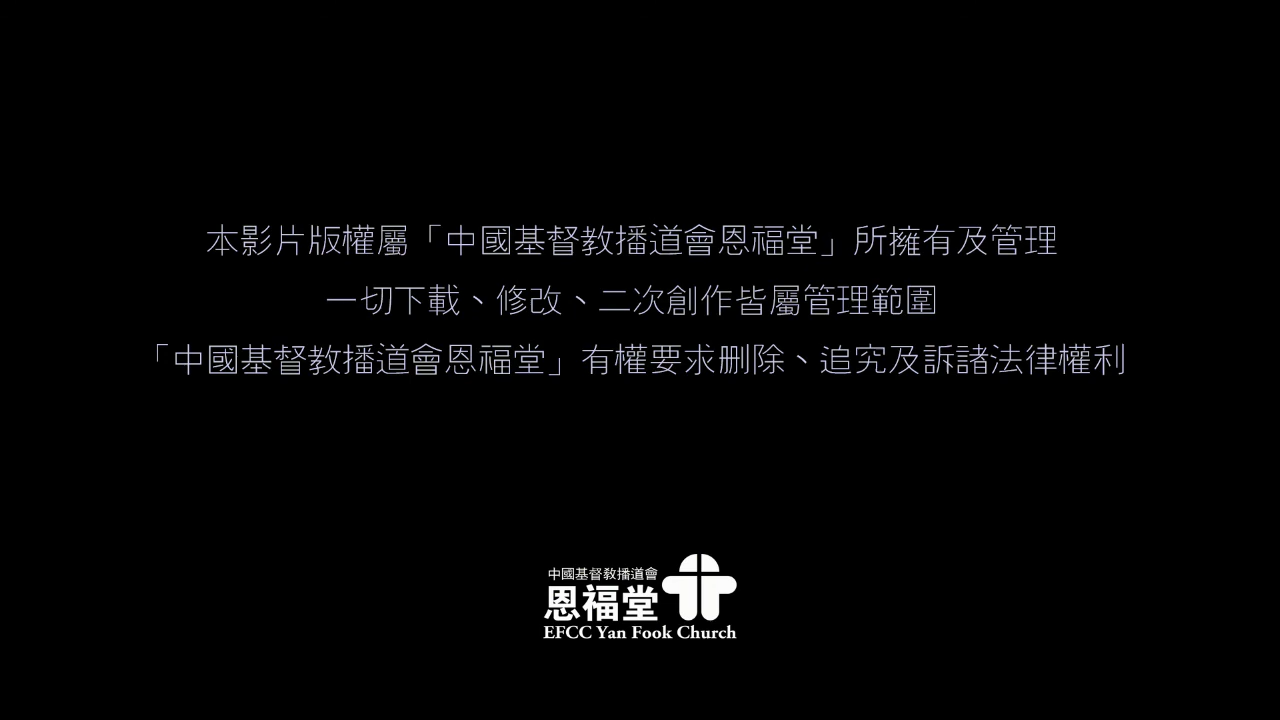 本影片版權屬「中國基督教播道會恩福堂」所擁有及管理
一切下載、修改、二次創作皆屬管理範圍
「中國基督教播道會恩福堂」有權要求刪除、追究及訴諸法律權利
中國基督教播道會
恩福堂
EFCC Yan Fook Church